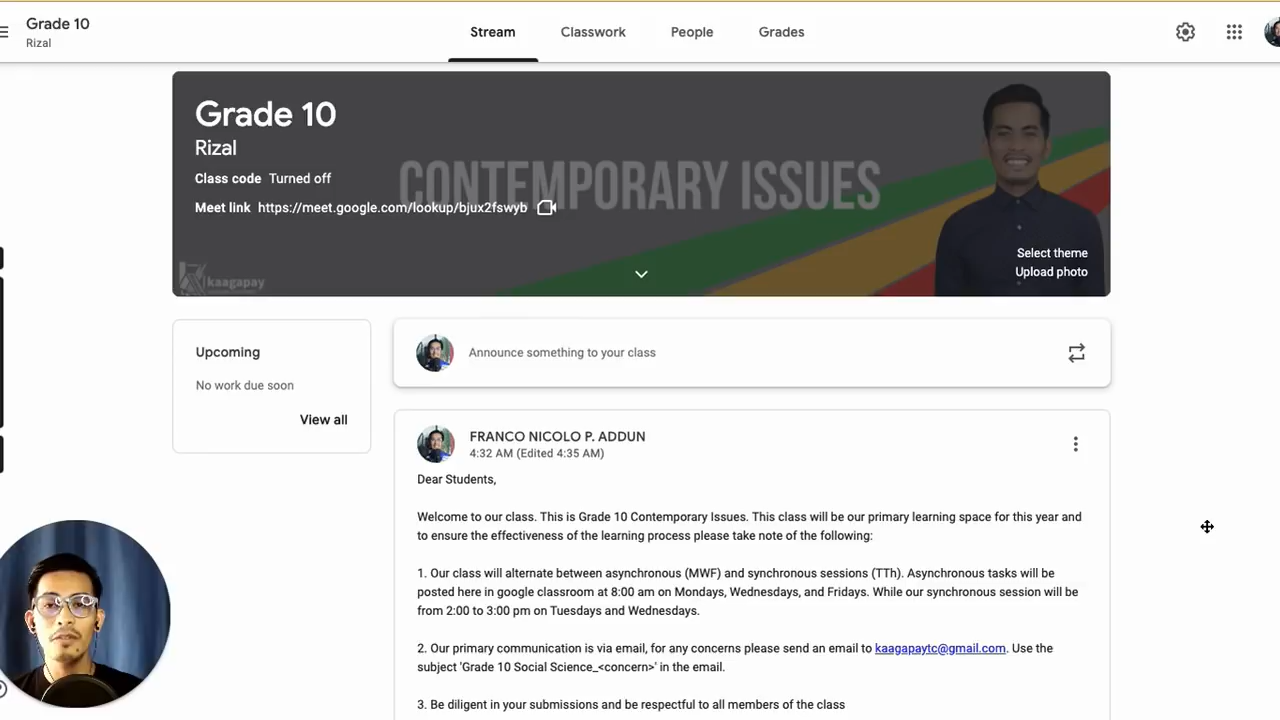 Grade 10
Rizal
Stream
Classwork
People
Grades
Grade 10
Rizal
CONTEMPORARY ISSUES
Class code Turned off
Meet link https://meet.google.com/lookup/bjux2fswyb
kaagapay
Select theme
Upload photo
Upcoming
No work due soon
View all
Announce something to your class
FRANCO NICOLO P. ADDUN
4:32 AM (Edited 4:35 AM)
Dear Students,
Welcome to our class. This is Grade 10 Contemporary Issues. This class will be our primary learning space for this year and
to ensure the effectiveness of the learning process please take note of the following:
1. Our class will alternate between asynchronous (MWF) and synchronous sessions (TTh). Asynchronous tasks will be
posted here in google classroom at 8:00 am on Mondays, Wednesdays, and Fridays. While our synchronous session will be
from 2:00 to 3:00 pm on Tuesdays and Wednesdays.
2. Our primary communication is via email, for any concerns please send an email to kaagapaytc@gmail.com. Use the
subject 'Grade 10 Social Science_<concern>' in the email.
3. Be diligent in your submissions and be respectful to all members of the class